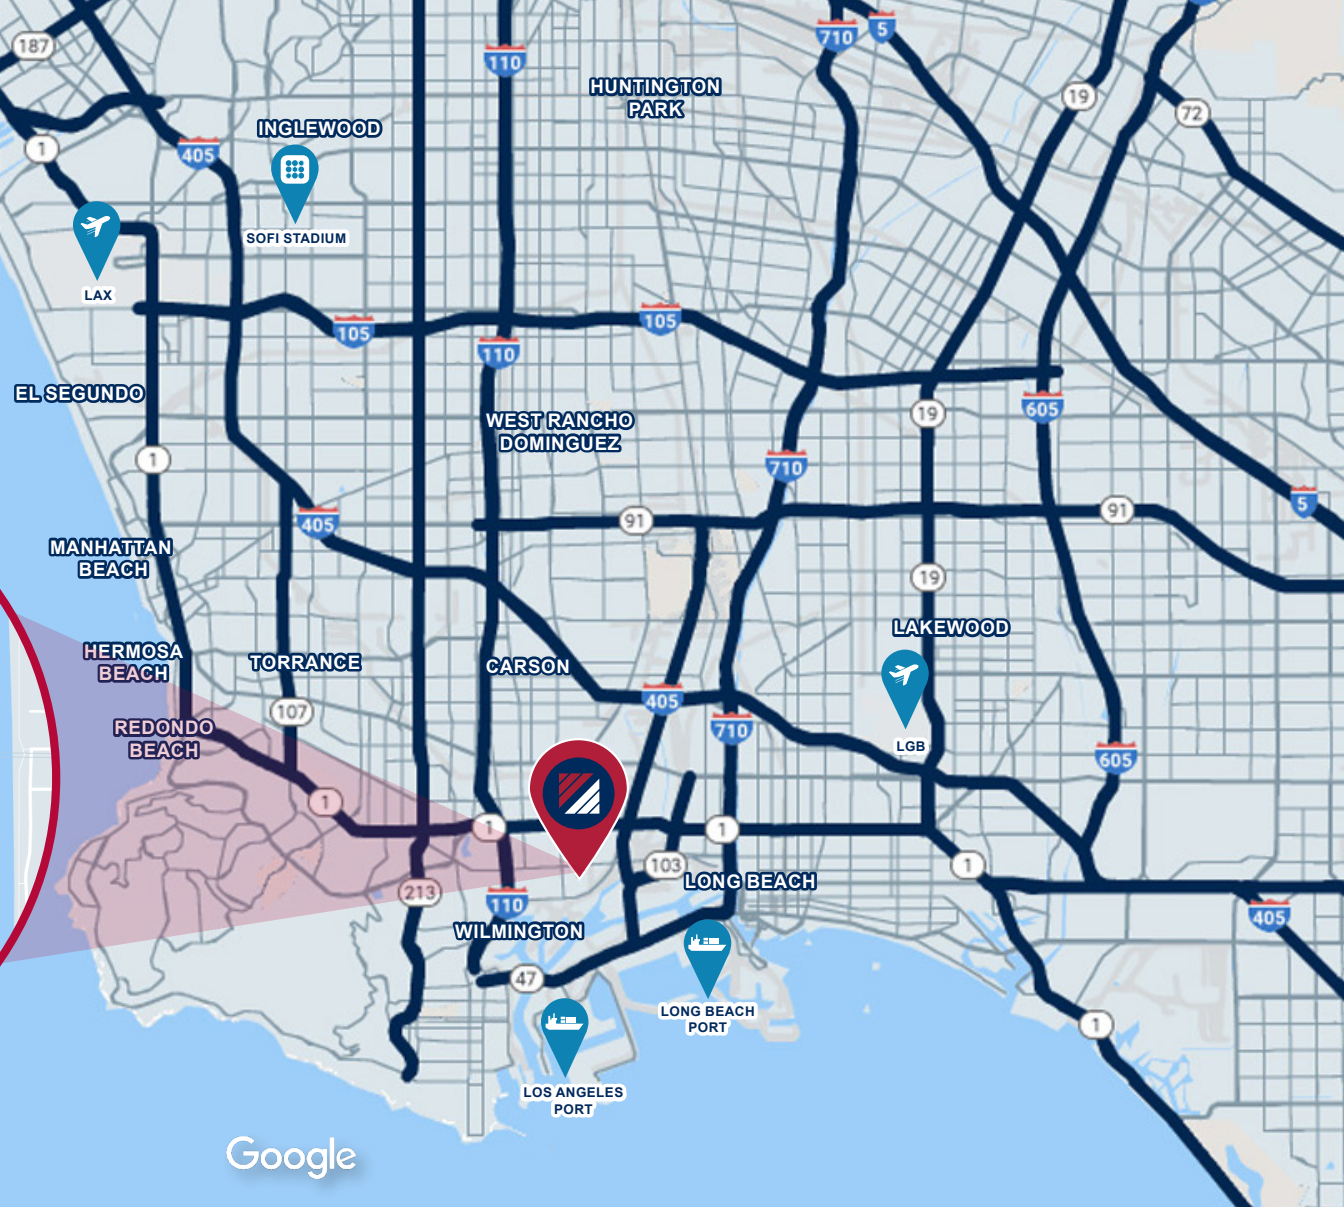 187
110
710
5
19
72
HUNTINGTON
PARK
INGLEWOOD
1
405
SOFI STADIUM
LAX
105
105
110
EL SEGUNDO
WEST RANCHO
DOMINGUEZ
19
605
1
710
405
91
91
5
MANHATTAN
BEACH
19
LAKEWOOD
HERMOSA
BEACH
TORRANCE
CARSON
405
107
REDONDO
BEACH
710
LGB
605
1
1
1
103
1
LONG BEACH
213
110
WILMINGTON
405
47
LONG BEACH
PORT
1
LOS ANGELES
PORT
Google